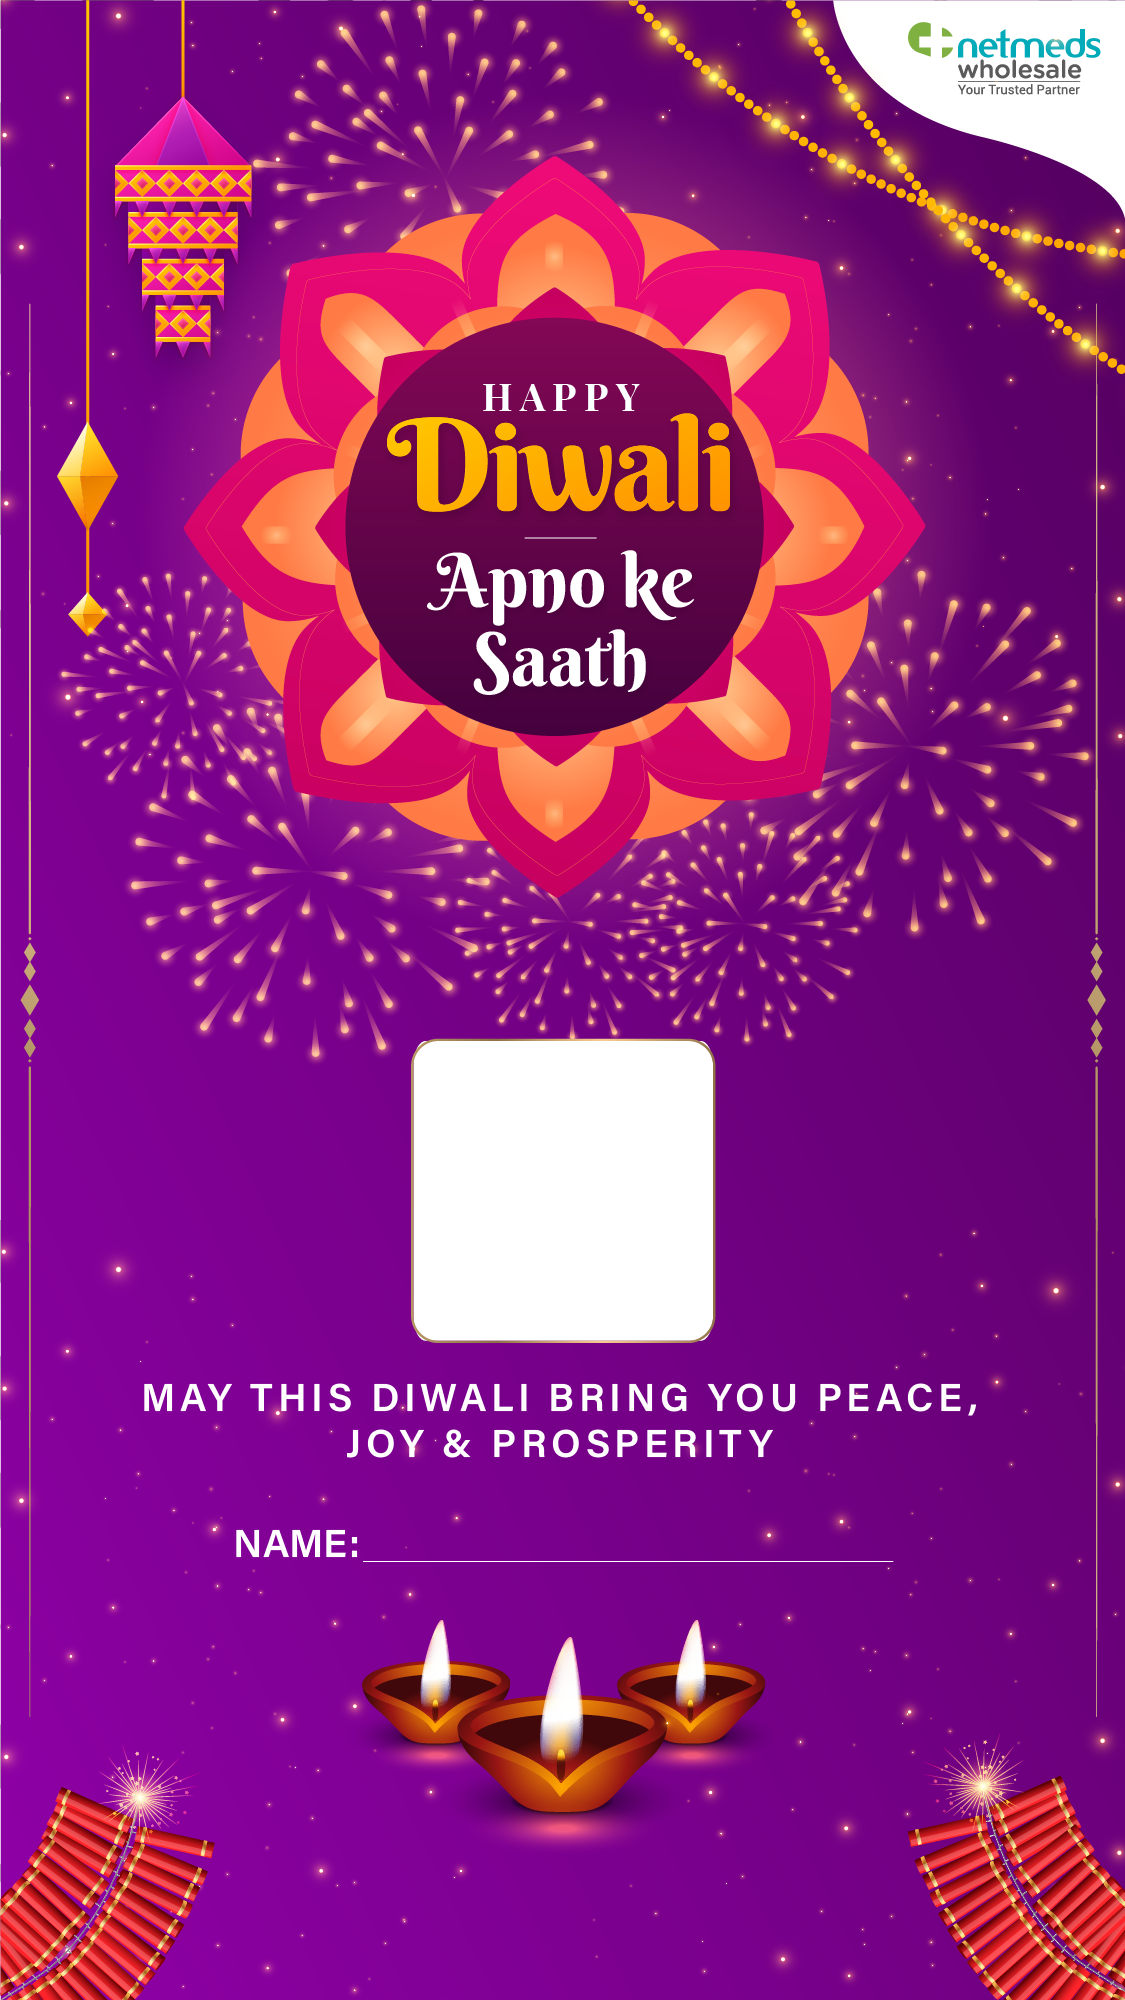 netmeds
wholesale
Your Trusted Partner
HAPPY
Diwali
Apno ke
Saath
MAY THIS DIWALI BRING YOU PEACE,
JOY & PROSPERITY
NAME: